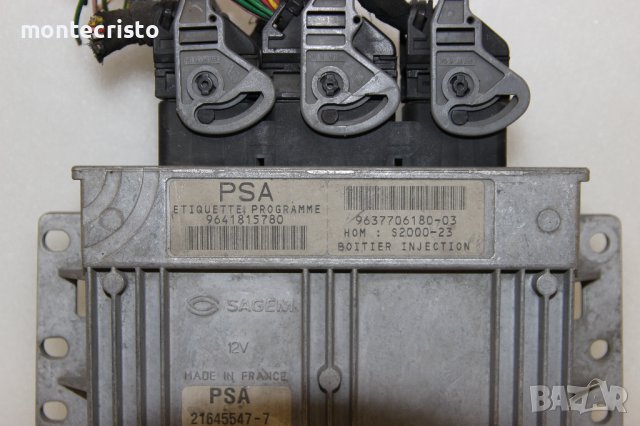 montecristo
PSA
ETIQUETTE PROGRAMME
9641815780
9637706180-03
HOM : S2000-23
BOITIER INJECTION
SAGEM
12V
MADE IN FRANCE
PSA
21645547-7
BAZAR